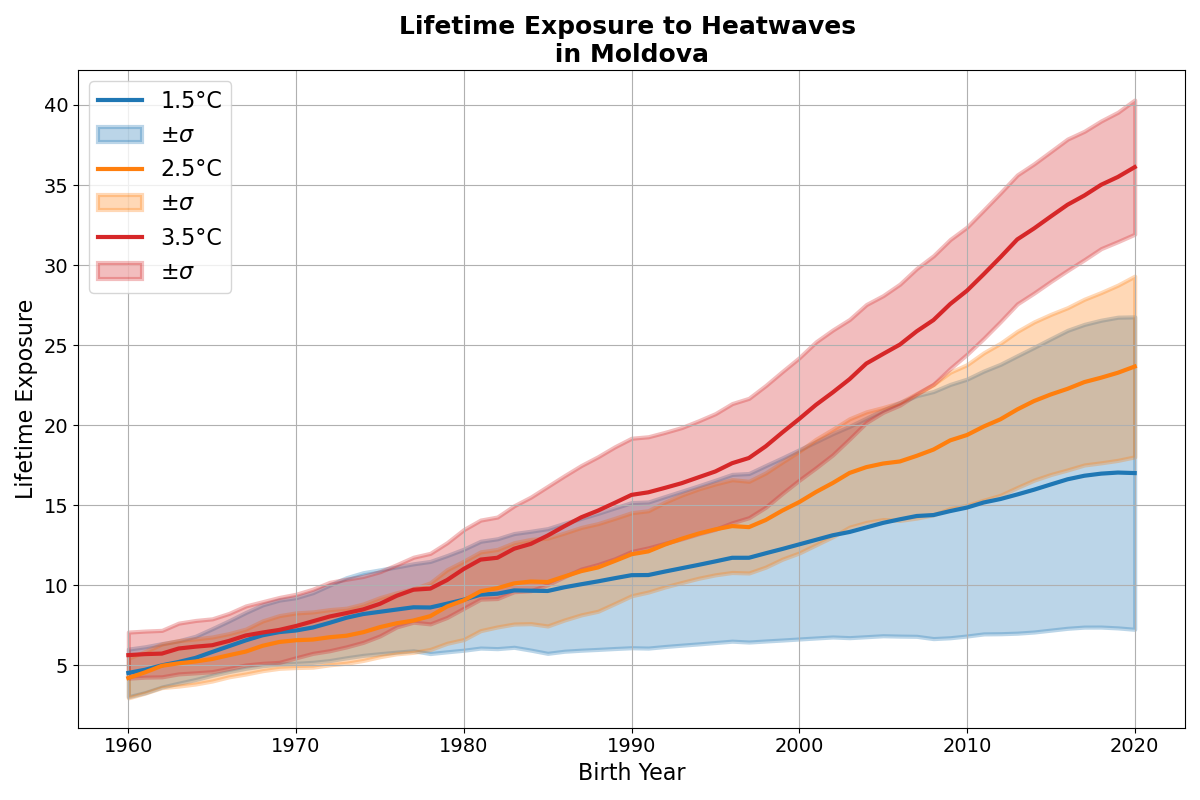 Lifetime Exposure to Heatwaves
in Moldova
1.5°C
±σ
2.5°C
±σ
3.5°C
±σ
Lifetime Exposure
40
35
30
25
20
15
10
5
1960 1970 1980 1990 2000 2010 2020
Birth Year